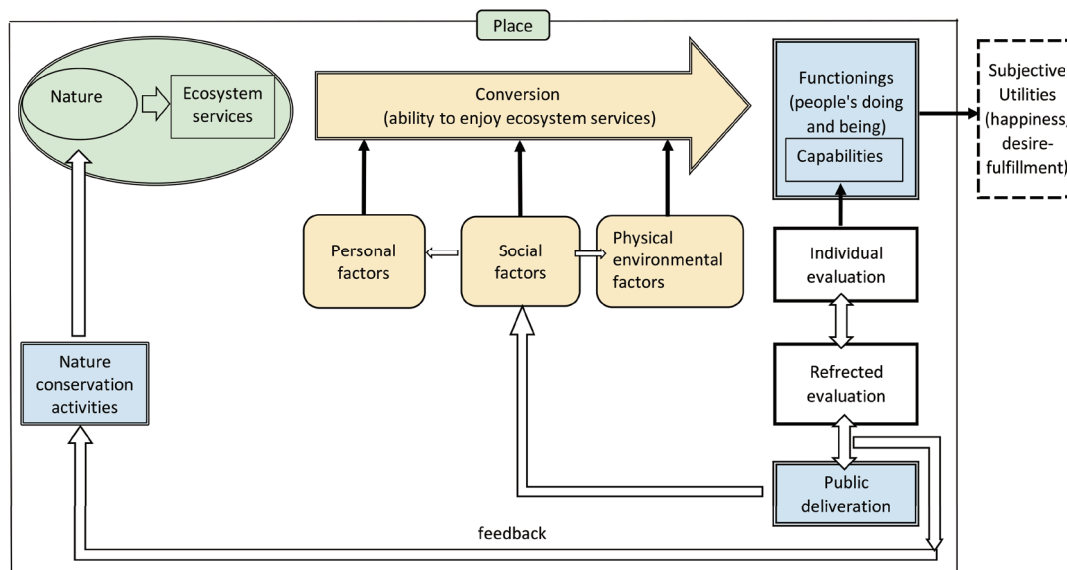 Place
Nature
Ecosystem
services
Conversion
(ability to enjoy ecosystem services)
Functionings
(people's doing
and being)
Capabilities
Subjective
Utilities
(happiness,
desire-
fulfillment)
Personal
factors
Social
factors
Physical
environmental
factors
Individual
evaluation
Nature
conservation
activities
Refrected
evaluation
Public
deliveration
feedback